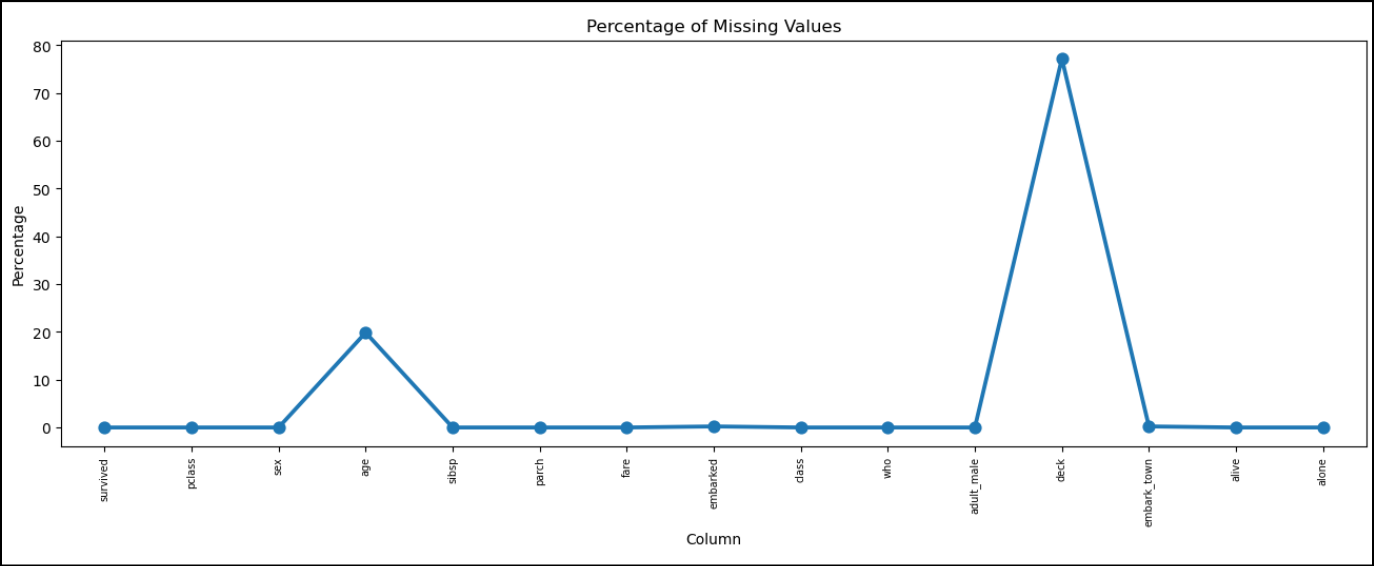 Percentage of Missing Values
80
70
60
50
40
30
20
10
0
Percentage
survived
pclass
sex
age
sibsp
parch
fare
embarked
class
who
adult_male
deck
embark_town
alive
alone
Column